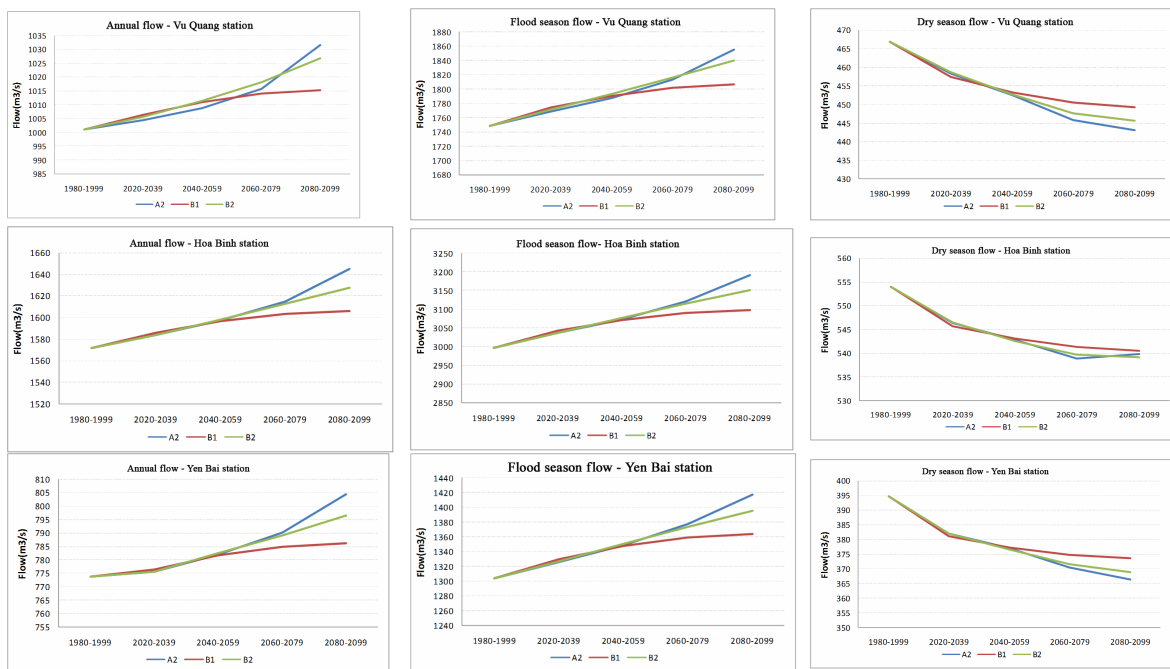 Annual flow - Vu Quang station
Flow(m3/s)
1035
1030
1025
1020
1015
1010
1005
1000
995
990
985
1980-1999 2020-2039 2040-2059 2060-2079 2080-2099
A2 B1 B2
Flood season flow - Vu Quang station
Flow(m3/s)
1880
1860
1840
1820
1800
1780
1760
1740
1720
1700
1680
1980-1999 2020-2039 2040-2059 2060-2079 2080-2099
A2 B1 B2
Dry season flow - Vu Quang station
Flow(m3/s)
470
465
460
455
450
445
440
435
430
1980-1999 2020-2039 2040-2059 2060-2079 2080-2099
A2 B1 B2
Annual flow - Hoa Binh station
Flow(m3/s)
1660
1640
1620
1600
1580
1560
1540
1520
1980-1999 2020-2039 2040-2059 2060-2079 2080-2099
A2 B1 B2
Flood season flow- Hoa Binh station
Flow(m3/s)
3250
3200
3150
3100
3050
3000
2950
2900
2850
1980-1999 2020-2039 2040-2059 2060-2079 2080-2099
A2 B1 B2
Dry season flow - Hoa Binh station
Flow(m3/s)
560
555
550
545
540
535
530
1980-1999 2020-2039 2040-2059 2060-2079 2080-2099
A2 B1 B2
Annual flow - Yen Bai station
Flow(m3/s)
810
805
800
795
790
785
780
775
770
765
760
755
1980-1999 2020-2039 2040-2059 2060-2079 2080-2099
A2 B1 B2
Flood season flow - Yen Bai station
Flow(m3/s)
1440
1420
1400
1380
1360
1340
1320
1300
1280
1260
1240
1980-1999 2020-2039 2040-2059 2060-2079 2080-2099
A2 B1 B2
Dry season flow - Yen Bai station
Flow(m3/s)
400
395
390
385
380
375
370
365
360
355
350
1980-1999 2020-2039 2040-2059 2060-2079 2080-2099
A2 B1 B2